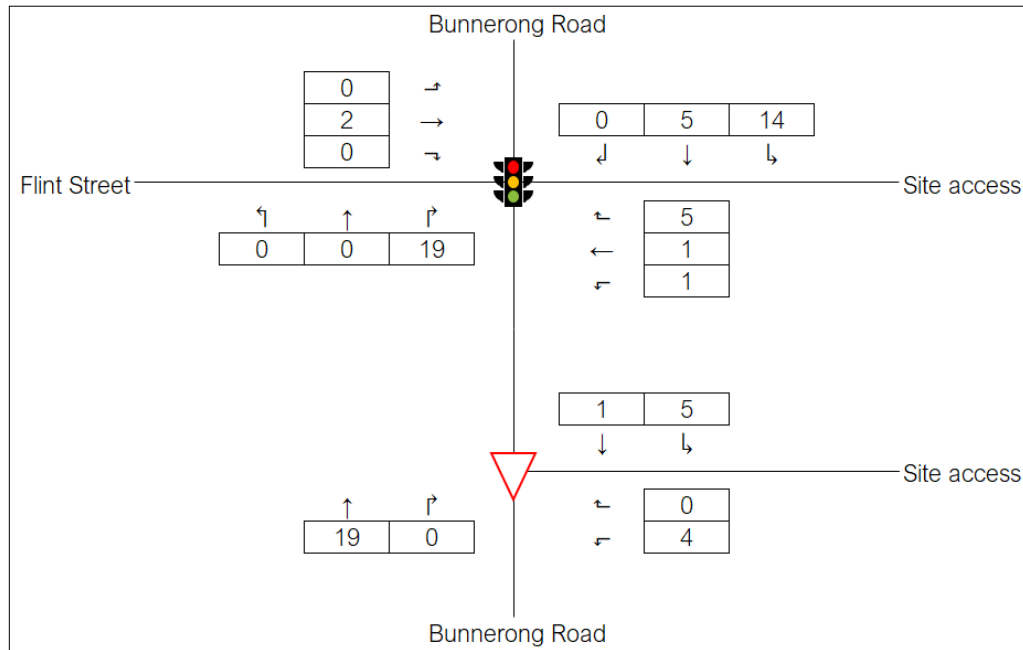 Bunnerong Road
0
2
0
0 5 14
Flint Street
Site access
0 0 19
5
1
1
1 5
Site access
19 0
0
4
Bunnerong Road